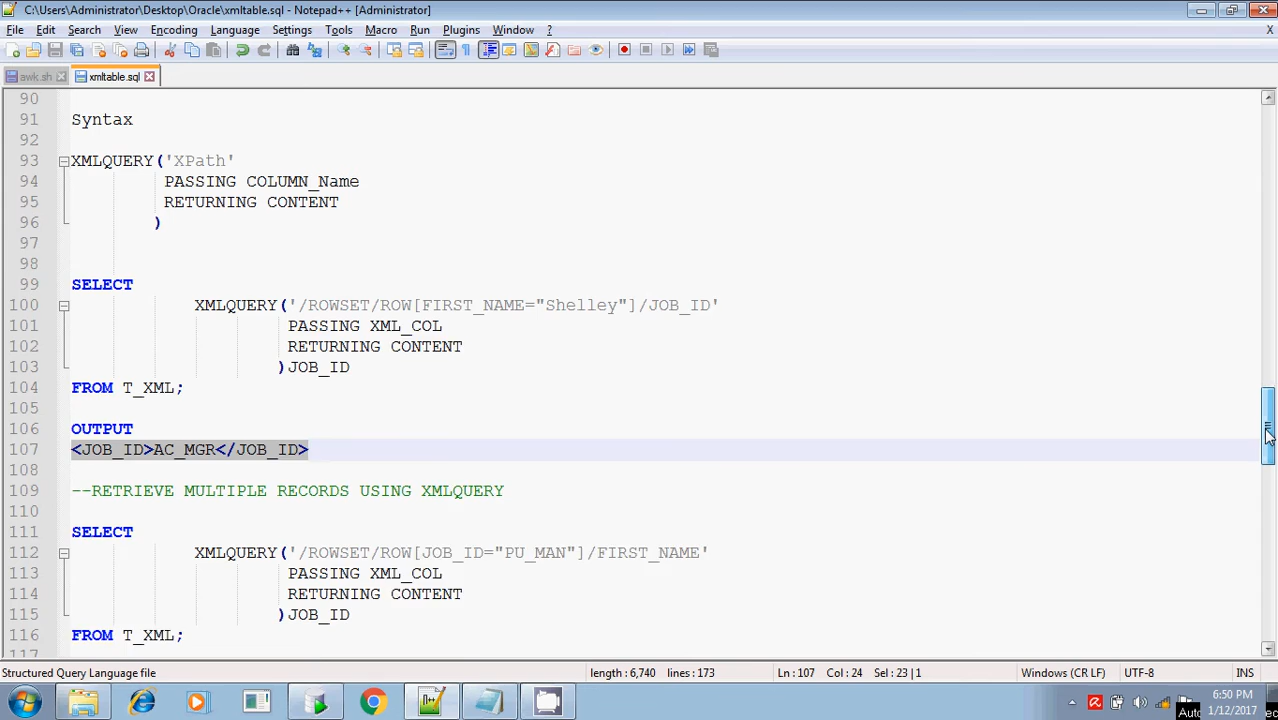 C:\Users\Administrator\Desktop\Oracle\xmltable.sql - Notepad++ [Administrator]
File Edit Search View Encoding Language Settings Tools Macro Run Plugins Window ? X
awk.sh xmltable.sql
90
91 Syntax
92
93 XMLQUERY('XPath'
94 PASSING COLUMN_Name
95 RETURNING CONTENT
96 )
97
98
99 SELECT
100 XMLQUERY('/ROWSET/ROW[FIRST_NAME="Shelley"]/JOB_ID'
101 PASSING XML_COL
102 RETURNING CONTENT
103 )JOB_ID
104 FROM T_XML;
105
106 OUTPUT
107 <JOB_ID>AC_MGR</JOB_ID>
108
109 --RETRIEVE MULTIPLE RECORDS USING XMLQUERY
110
111 SELECT
112 XMLQUERY('/ROWSET/ROW[JOB_ID="PU_MAN"]/FIRST_NAME'
113 PASSING XML_COL
114 RETURNING CONTENT
115 )JOB_ID
116 FROM T_XML;
117
Structured Query Language file length : 6,740 lines : 173 Ln : 107 Col : 24 Sel : 23 | 1 Windows (CR LF) UTF-8 INS
6:50 PM
1/12/2017